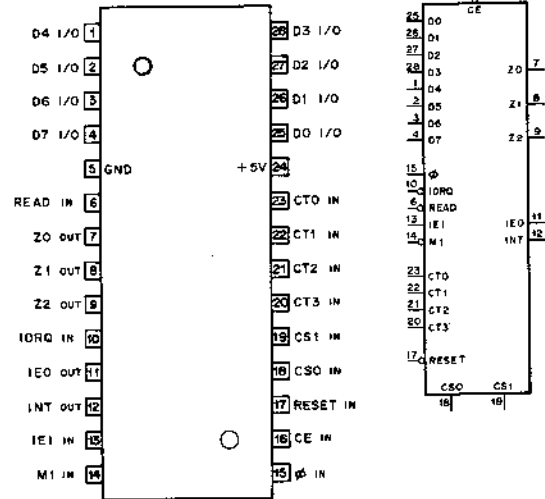 D4 I/O 1 28 D3 I/O
D5 I/O 2 27 D2 I/O
D6 I/O 3 26 D1 I/O
D7 I/O 4 25 D0 I/O
5 GND +5V 24
READ IN 6 23 CT0 IN
Z0 OUT 7 22 CT1 IN
Z1 OUT 8 21 CT2 IN
Z2 OUT 9 20 CT3 IN
IORQ IN 10 19 CS1 IN
IEO OUT 11 18 CSO IN
INT OUT 12 17 RESET IN
IEI IN 13 16 CE IN
M1 IN 14 15 ϕ IN
CE
25 D0
26 D1
27 D2
28 D3
1 D4
2 D5
3 D6
4 D7
Z0 7
Z1 8
Z2 9
15 ϕ
10 IORQ
6 READ
13 IEI
14 M1
IEO 11
INT 12
23 CT0
22 CT1
21 CT2
20 CT3
17 RESET
CSO CS1
18 19